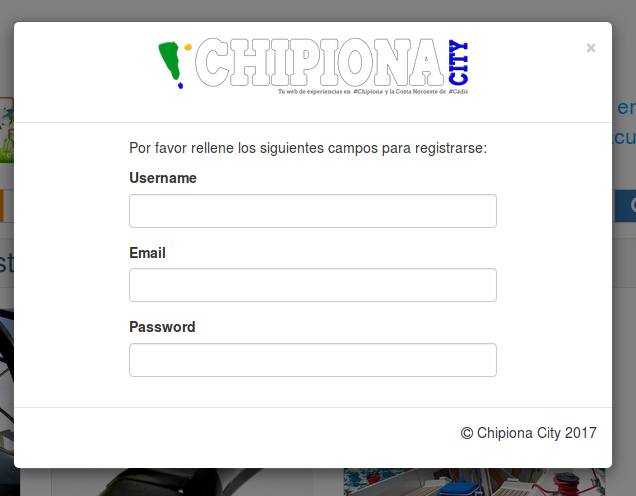 CHIPIONA CITY
Tu web de experiencias en #Chipiona y la Costa Noroeste de #Cádiz
×
Por favor rellene los siguientes campos para registrarse:
Username
Email
Password
© Chipiona City 2017
en